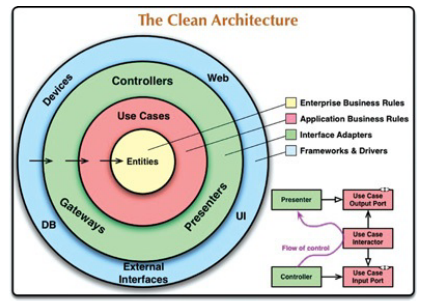 The Clean Architecture
Devices
Web
Controllers
Use Cases
Entities
Gateways
Presenters
DB
UI
External
Interfaces
Enterprise Business Rules
Application Business Rules
Interface Adapters
Frameworks & Drivers
Presenter
Use Case
Output Port
Use Case
Interactor
Flow of control
Controller
Use Case
Input Port